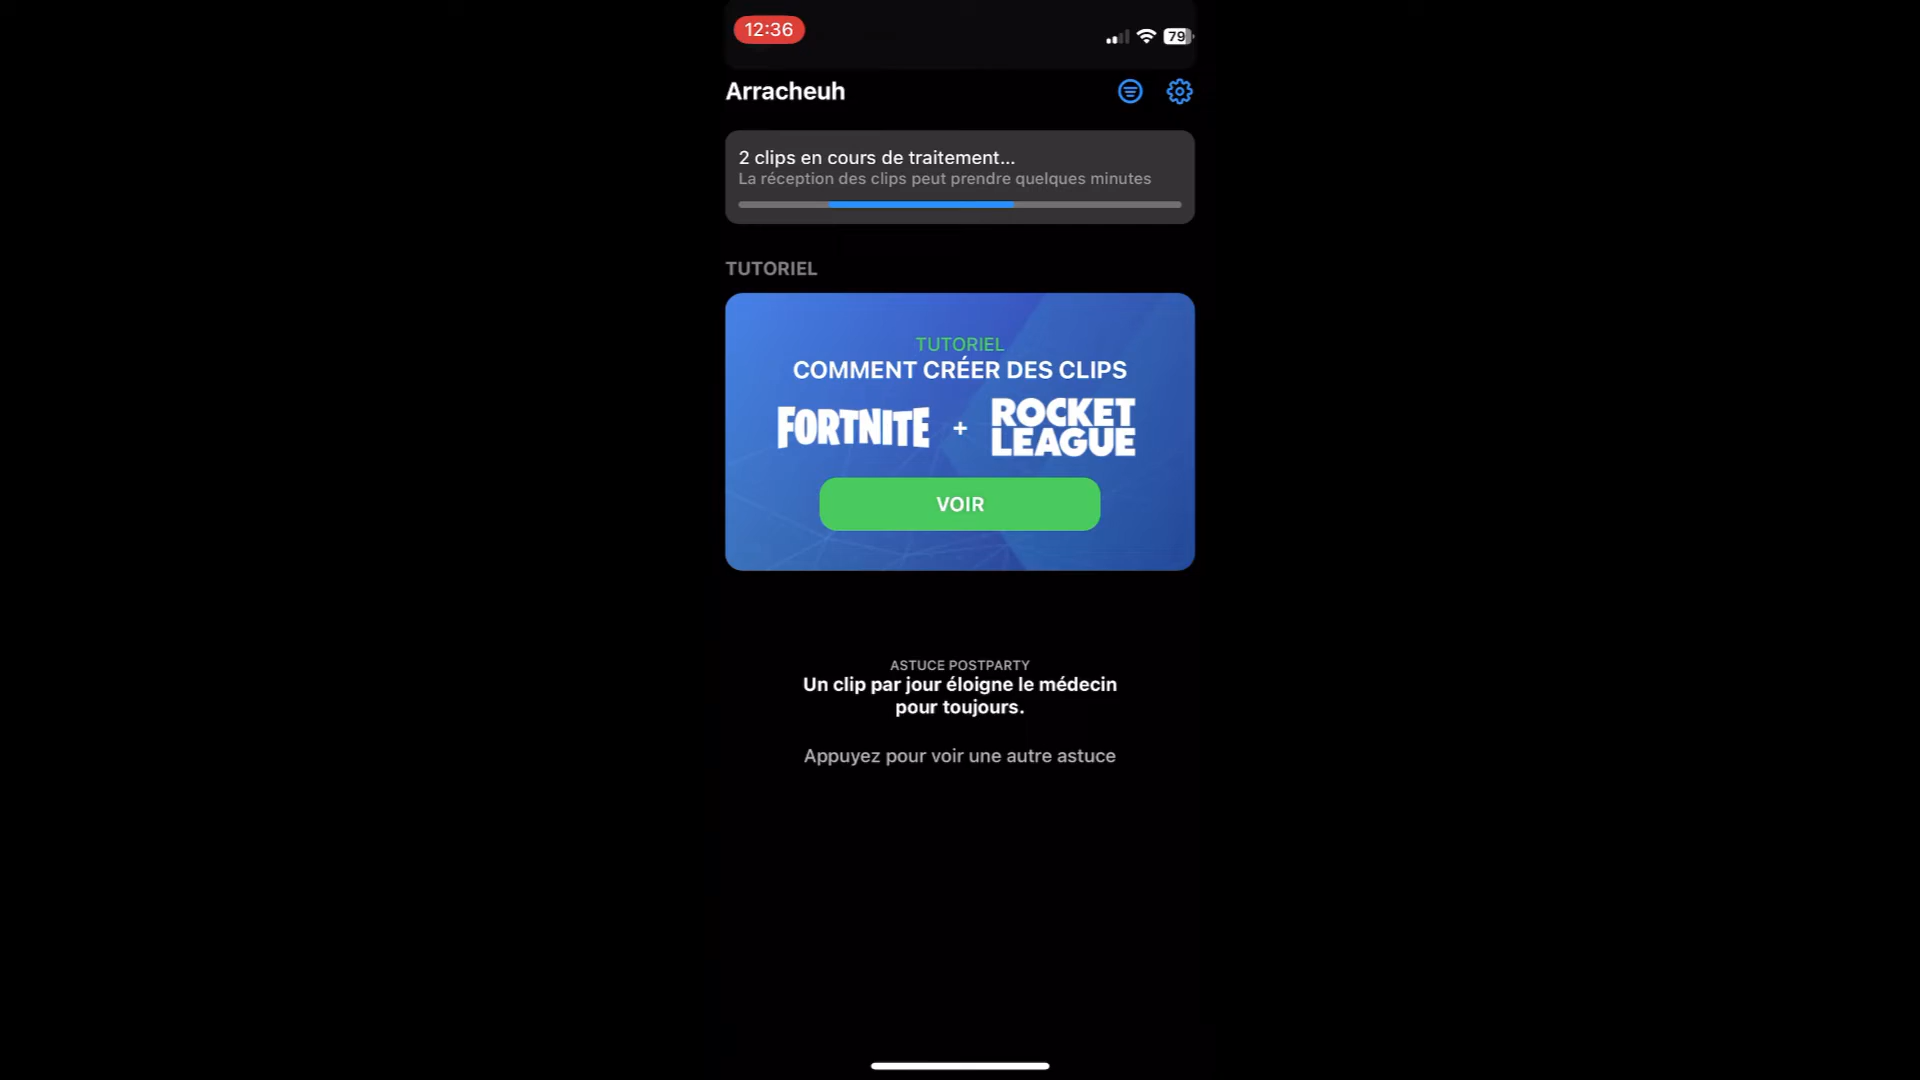 12:36
79
Arracheuh
2 clips en cours de traitement...
La réception des clips peut prendre quelques minutes
TUTORIEL
TUTORIEL
COMMENT CRÉER DES CLIPS
FORTNITE + ROCKET LEAGUE
VOIR
ASTUCE POSTPARTY
Un clip par jour éloigne le médecin
pour toujours.
Appuyez pour voir une autre astuce